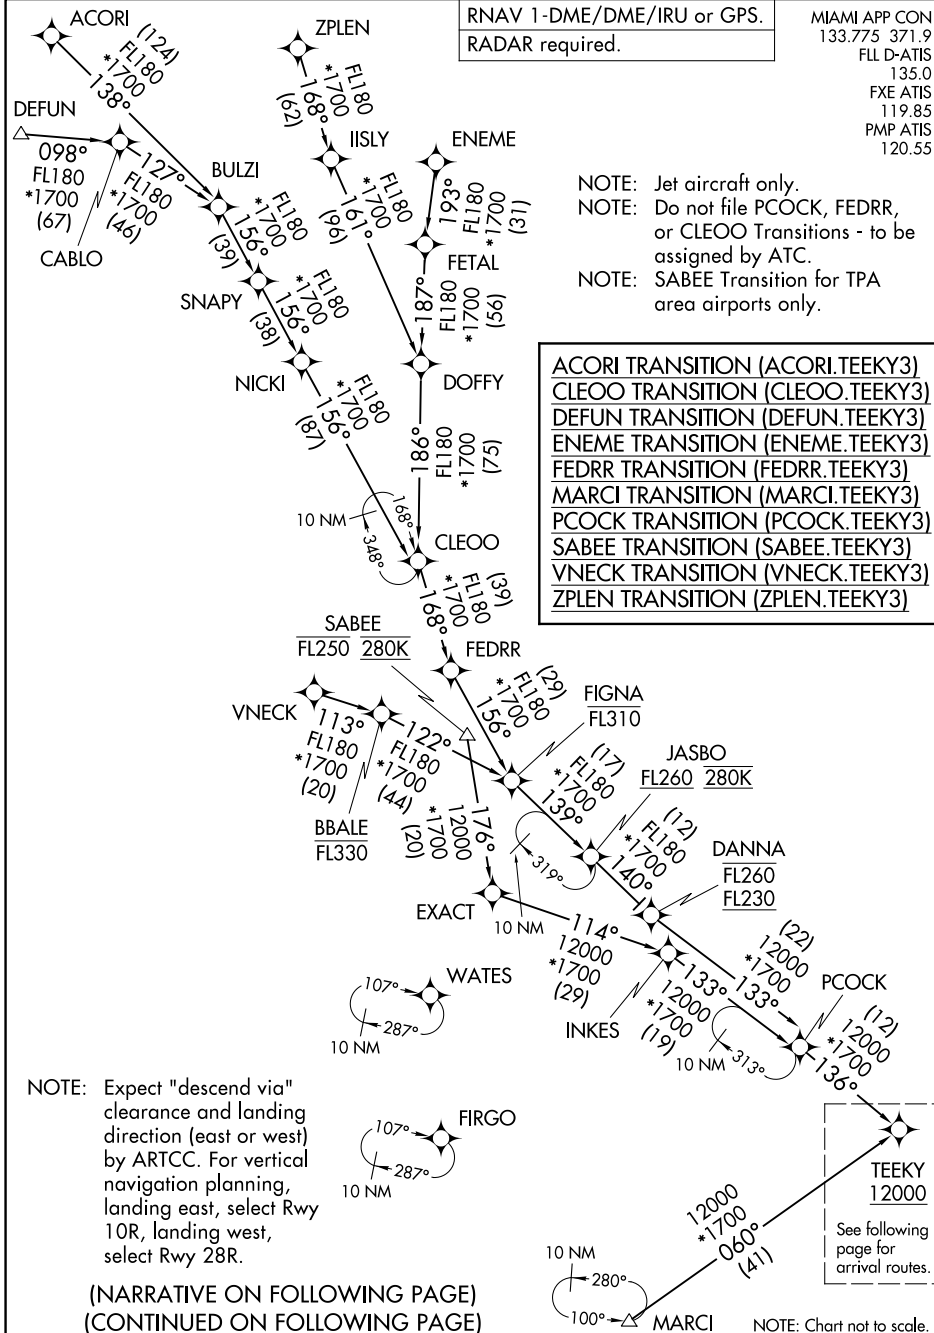 RNAV 1-DME/DME/IRU or GPS.
RADAR required.
MIAMI APP CON
133.775 371.9
FLL D-ATIS
135.0
FXE ATIS
119.85
PMP ATIS
120.55
ACORI
(124)
FL180
*1700
138°
ZPLEN
FL180
*1700
168°
(62)
DEFUN
098°
FL180
*1700
(67)
CABLO
127°
FL180
*1700
(46)
BULZI
FL180
*1700
156°
(39)
IISLY
FL180
*1700
161°
(96)
ENEME
193°
FL180
*1700
(31)
FETAL
187°
FL180
*1700
(56)
SNAPY
FL180
*1700
156°
(38)
NICKI
FL180
*1700
156°
(87)
DOFFY
186°
FL180
*1700
(75)
NOTE: Jet aircraft only.
NOTE: Do not file PCOCK, FEDRR,
or CLEOO Transitions - to be
assigned by ATC.
NOTE: SABEE Transition for TPA
area airports only.
ACORI TRANSITION (ACORI.TEEKY3)
CLEOO TRANSITION (CLEOO.TEEKY3)
DEFUN TRANSITION (DEFUN.TEEKY3)
ENEME TRANSITION (ENEME.TEEKY3)
FEDRR TRANSITION (FEDRR.TEEKY3)
MARCI TRANSITION (MARCI.TEEKY3)
PCOCK TRANSITION (PCOCK.TEEKY3)
SABEE TRANSITION (SABEE.TEEKY3)
VNECK TRANSITION (VNECK.TEEKY3)
ZPLEN TRANSITION (ZPLEN.TEEKY3)
10 NM
168°
348°
CLEOO
(39)
FL180
*1700
168°
SABEE
FL250 280K
FEDRR
(29)
FL180
*1700
156°
VNECK
113°
FL180
*1700
(20)
BBALE
FL330
122°
FL180
*1700
(44)
FIGNA
FL310
(17)
FL180
*1700
139°
JASBO
FL260 280K
319°
10 NM
(12)
FL180
*1700
140°
DANNA
FL260
FL230
176°
12000
*1700
(20)
EXACT
114°
12000
*1700
(29)
INKES
133°
12000
*1700
(19)
(22)
12000
*1700
133°
PCOCK
313°
10 NM
(12)
12000
*1700
136°
WATES
107°
287°
10 NM
FIRGO
107°
287°
10 NM
NOTE: Expect "descend via"
clearance and landing
direction (east or west)
by ARTCC. For vertical
navigation planning,
landing east, select Rwy
10R, landing west,
select Rwy 28R.
TEEKY
12000
See following
page for
arrival routes.
12000
*1700
060°
(41)
10 NM
280°
100°
MARCI
(NARRATIVE ON FOLLOWING PAGE)
(CONTINUED ON FOLLOWING PAGE)
NOTE: Chart not to scale.